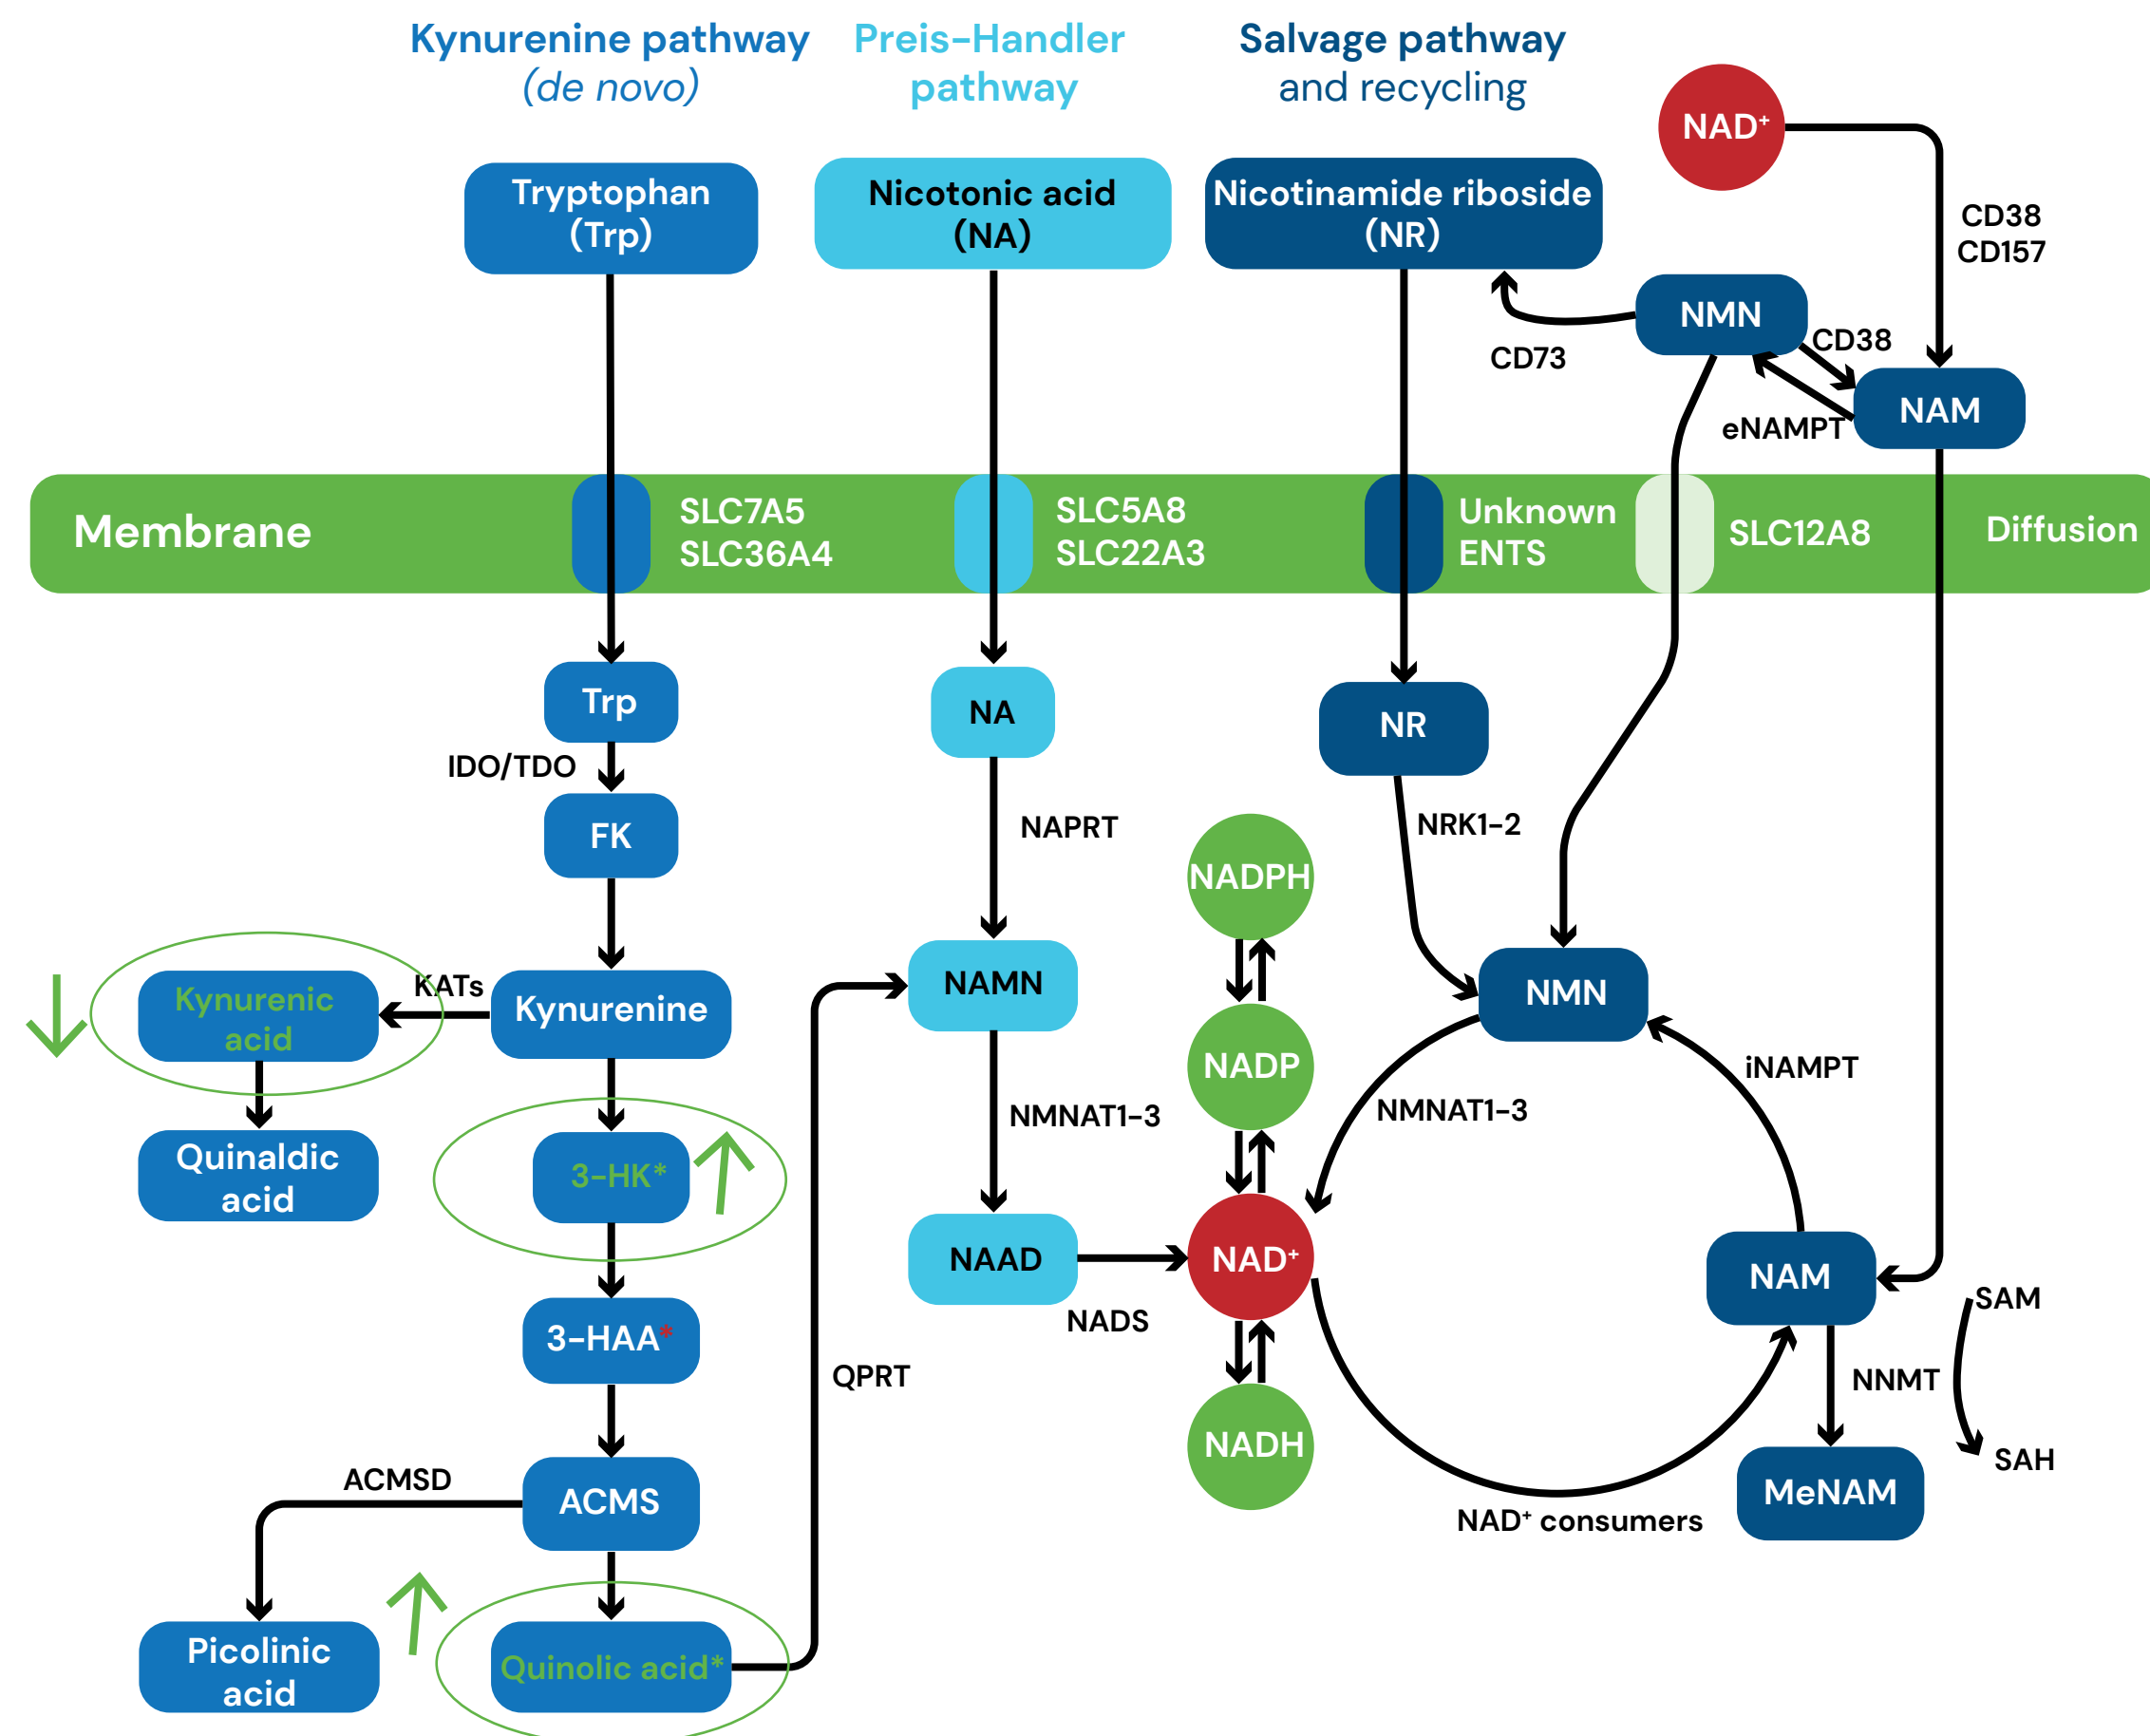 Kynurenine pathway
(de novo)
Preis-Handler
pathway
Salvage pathway
and recycling
NAD+
Tryptophan
(Trp)
Nicotonic acid
(NA)
Nicotinamide riboside
(NR)
CD38
CD157
NMN
CD38
CD73
NAM
eNAMPT
Membrane
SLC7A5
SLC36A4
SLC5A8
SLC22A3
Unknown
ENTS
SLC12A8
Diffusion
Trp
NA
NR
IDO/TDO
FK
NAPRT
NRK1-2
NADPH
KATs
Kynurenic
acid
Kynurenine
NAMN
NMN
NADP
iNAMPT
NMNAT1-3
NMNAT1-3
Quinaldic
acid
3-HK*
NAAD
NAD+
NAM
SAM
NADS
3-HAA*
QPRT
NNMT
NADH
SAH
ACMSD
ACMS
MeNAM
NAD+ consumers
Picolinic
acid
Quinolic acid*